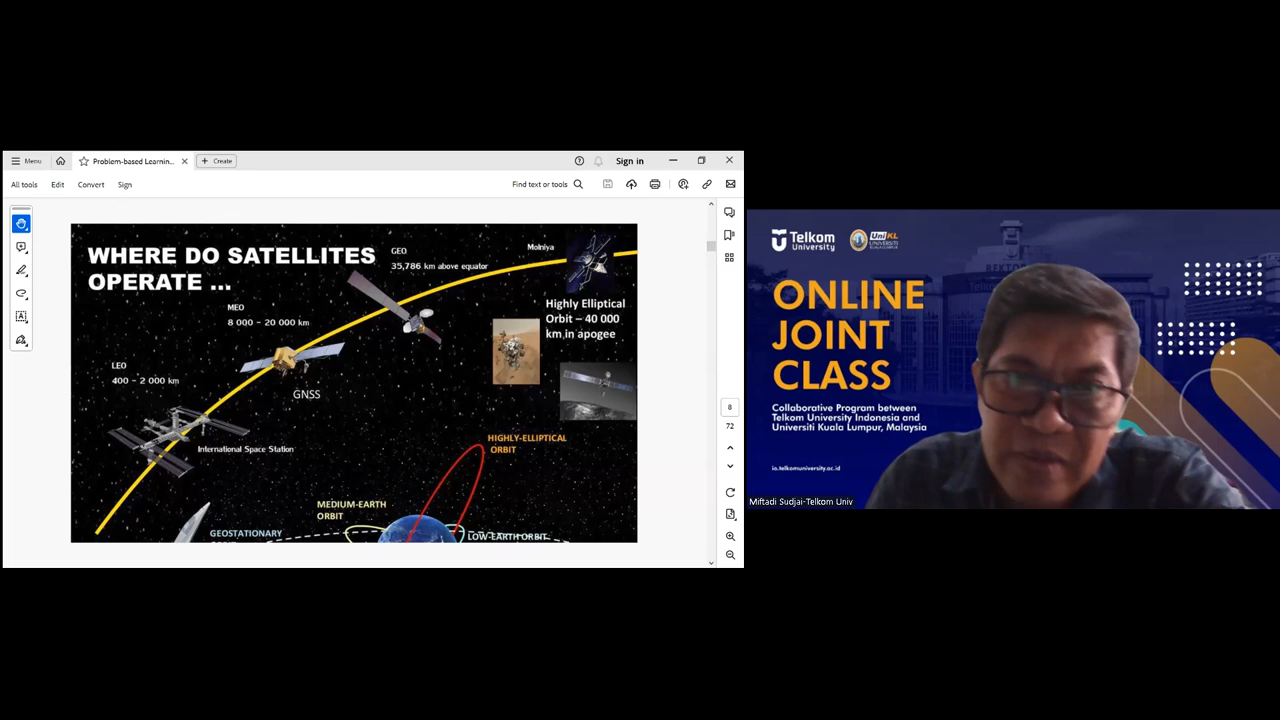 Menu
Problem-based Learnin...
Create
Sign in
All tools
Edit
Convert
Sign
Find text or tools
WHERE DO SATELLITES
OPERATE ...
GEO
35,786 km above equator
Molniya
MEO
8 000 – 20 000 km
Highly Elliptical
Orbit – 40 000
km in apogee
LEO
400 – 2 000 km
GNSS
International Space Station
HIGHLY-ELLIPTICAL
ORBIT
MEDIUM-EARTH
ORBIT
GEOSTATIONARY
LOW-EARTH ORBIT
8
72
Telkom
University
UniKL
UNIVERSITI
KUALA LUMPUR
ONLINE
JOINT
CLASS
Collaborative Program between
Telkom University Indonesia and
Universiti Kuala Lumpur, Malaysia
io.telkomuniversity.ac.id
Miftadi Sudjai-Telkom Univ